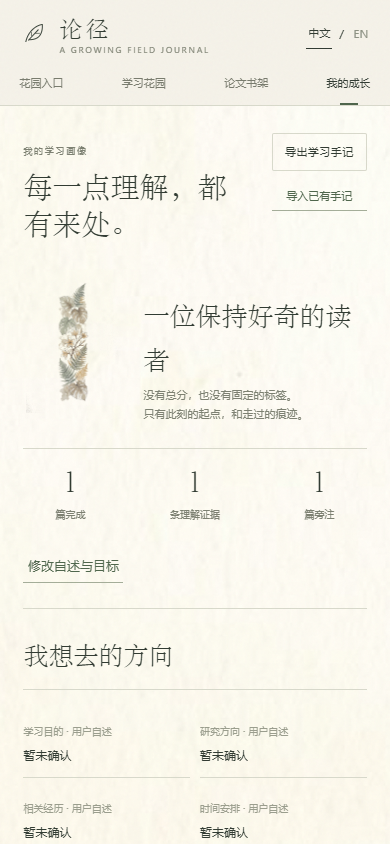 论径
A GROWING FIELD JOURNAL
中文 / EN
花园入口 学习花园 论文书架 我的成长
我的学习画像
导出学习手记
每一点理解，都
有来处。
导入已有手记
一位保持好奇的读
者
没有总分，也没有固定的标签。
只有此刻的起点，和走过的痕迹。
1 1 1
篇完成 条理解证据 篇旁注
修改自述与目标
我想去的方向
学习目的 · 用户自述 研究方向 · 用户自述
暂未确认 暂未确认
相关经历 · 用户自述 时间安排 · 用户自述
暂未确认 暂未确认